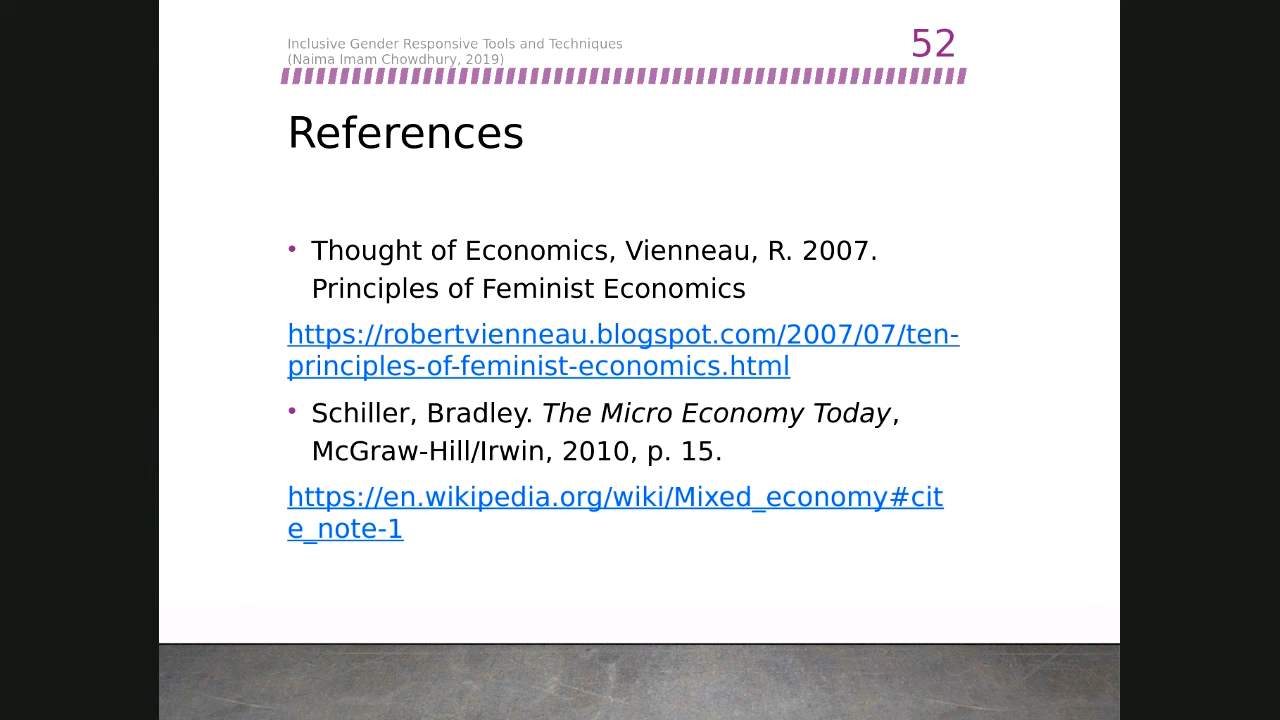 Inclusive Gender Responsive Tools and Techniques
(Naima Imam Chowdhury, 2019)
52
References
• Thought of Economics, Vienneau, R. 2007.
Principles of Feminist Economics
https://robertvienneau.blogspot.com/2007/07/ten-
principles-of-feminist-economics.html
• Schiller, Bradley. The Micro Economy Today,
McGraw-Hill/Irwin, 2010, p. 15.
https://en.wikipedia.org/wiki/Mixed_economy#cit
e_note-1